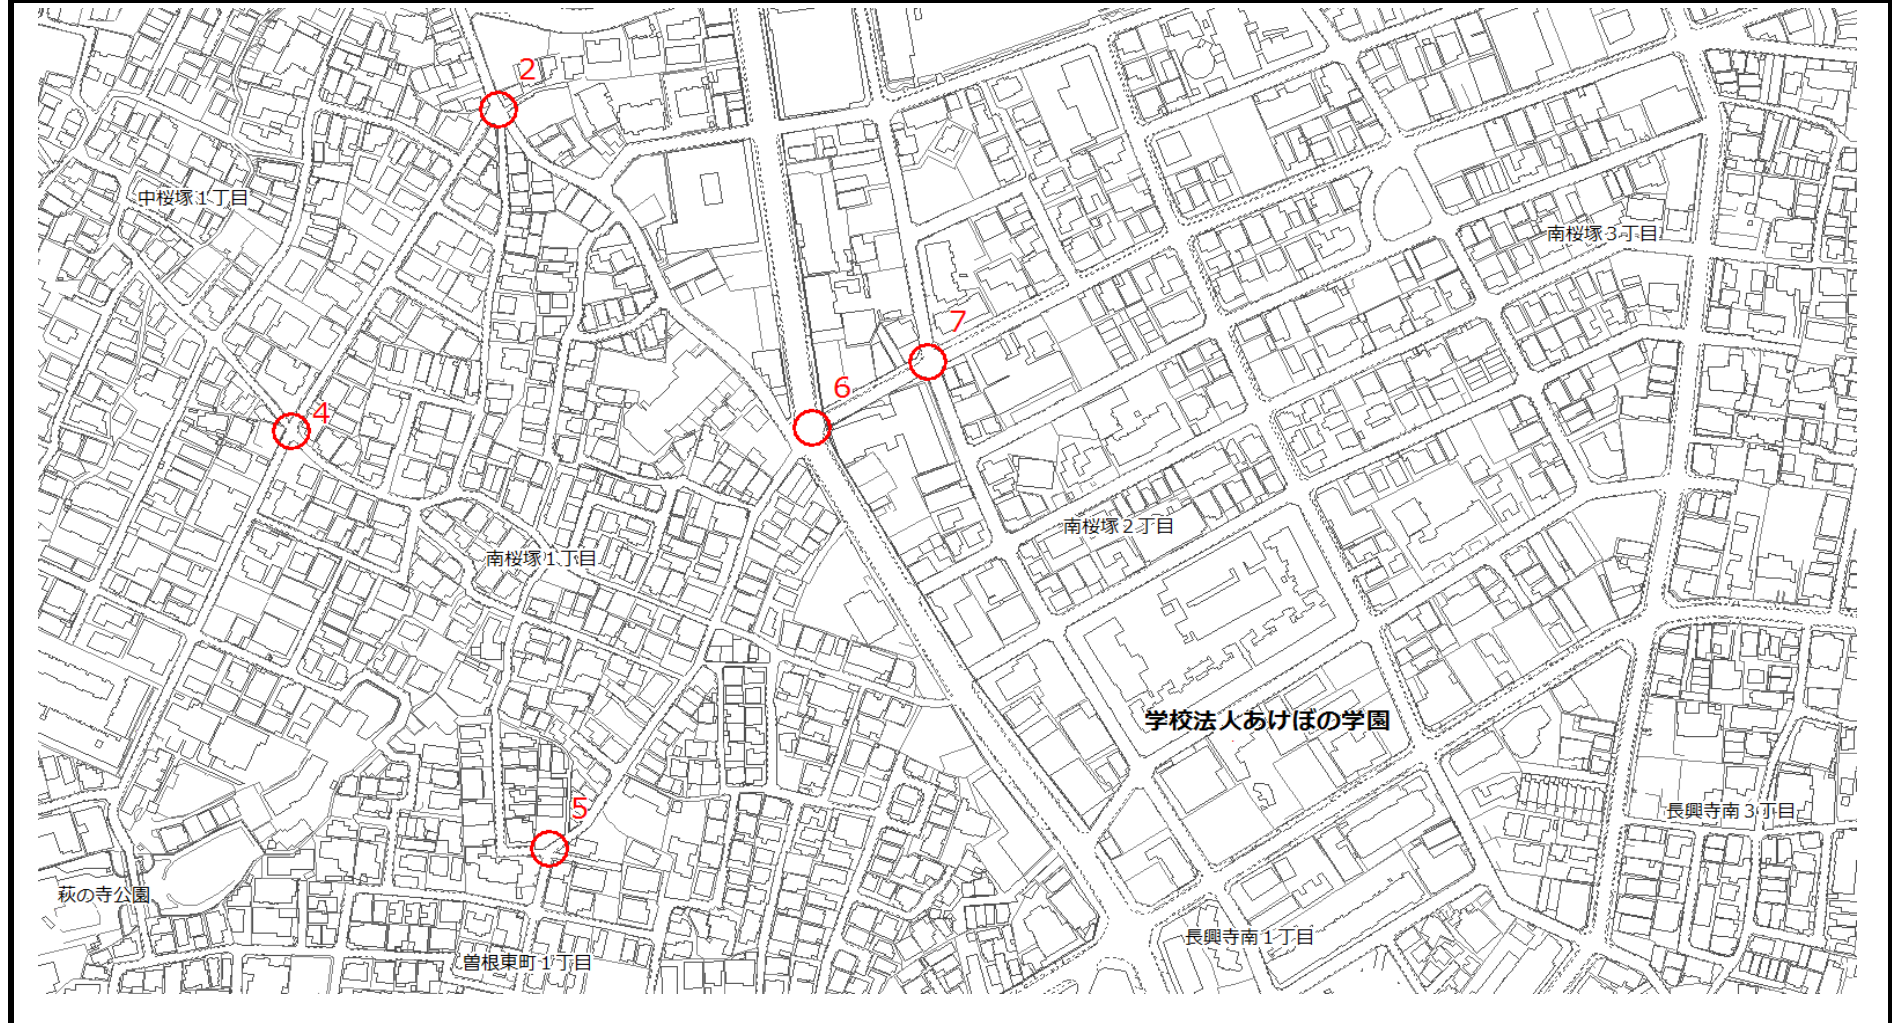 2
中桜塚１丁目
南桜塚３丁目
7
6
4
南桜塚２丁目
南桜塚１丁目
学校法人あけぼの学園
5
長興寺南３丁目
萩の寺公園
長興寺南１丁目
曽根東町１丁目